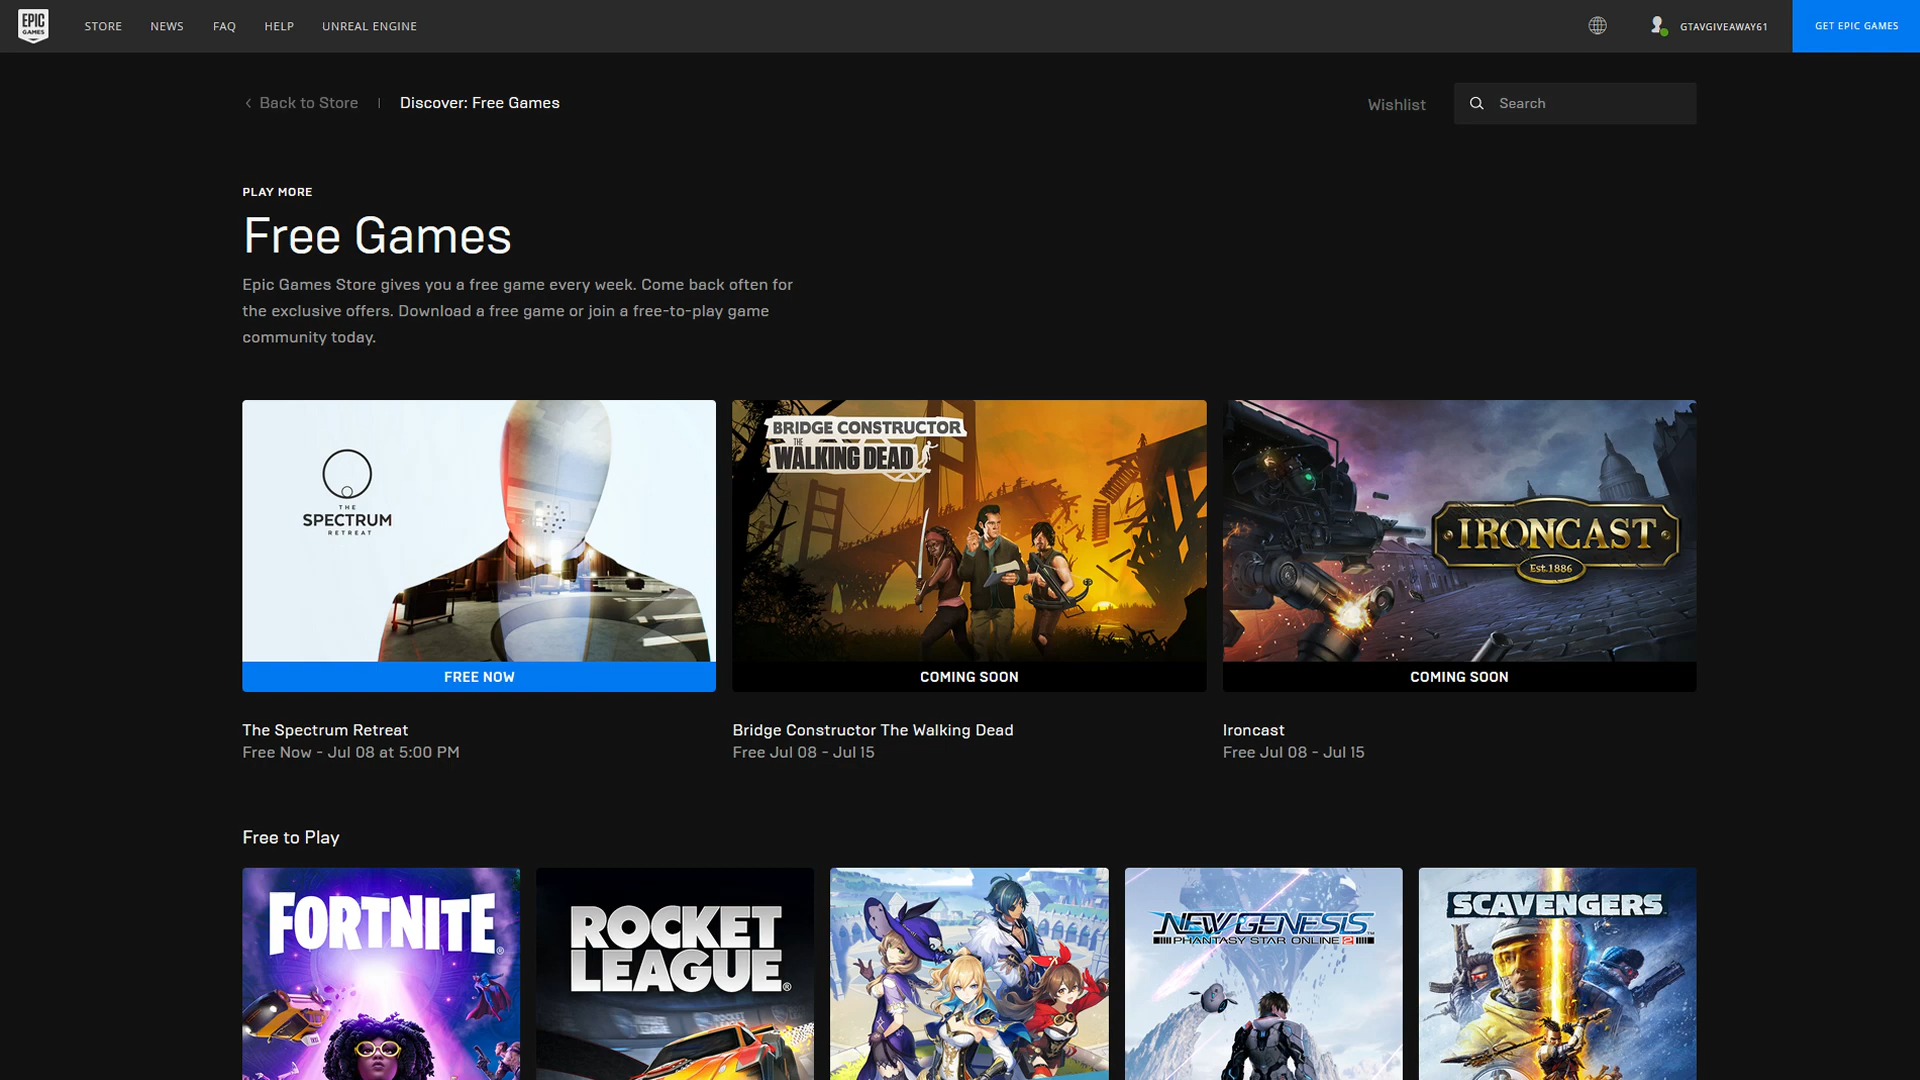 EPIC
GAMES
STORE
NEWS
FAQ
HELP
UNREAL ENGINE
GTAVGIVEAWAY61
GET EPIC GAMES
Back to Store
Discover: Free Games
Wishlist
Search
PLAY MORE
Free Games
Epic Games Store gives you a free game every week. Come back often for
the exclusive offers. Download a free game or join a free-to-play game
community today.
THE
SPECTRUM
RETREAT
FREE NOW
BRIDGE CONSTRUCTOR
THE
WALKING DEAD
COMING SOON
IRONCAST
Est.1886
COMING SOON
The Spectrum Retreat
Free Now - Jul 08 at 5:00 PM
Bridge Constructor The Walking Dead
Free Jul 08 - Jul 15
Ironcast
Free Jul 08 - Jul 15
Free to Play
FORTNITE®
ROCKET
LEAGUE®
NEW GENESIS™
PHANTASY STAR ONLINE 2
SCAVENGERS